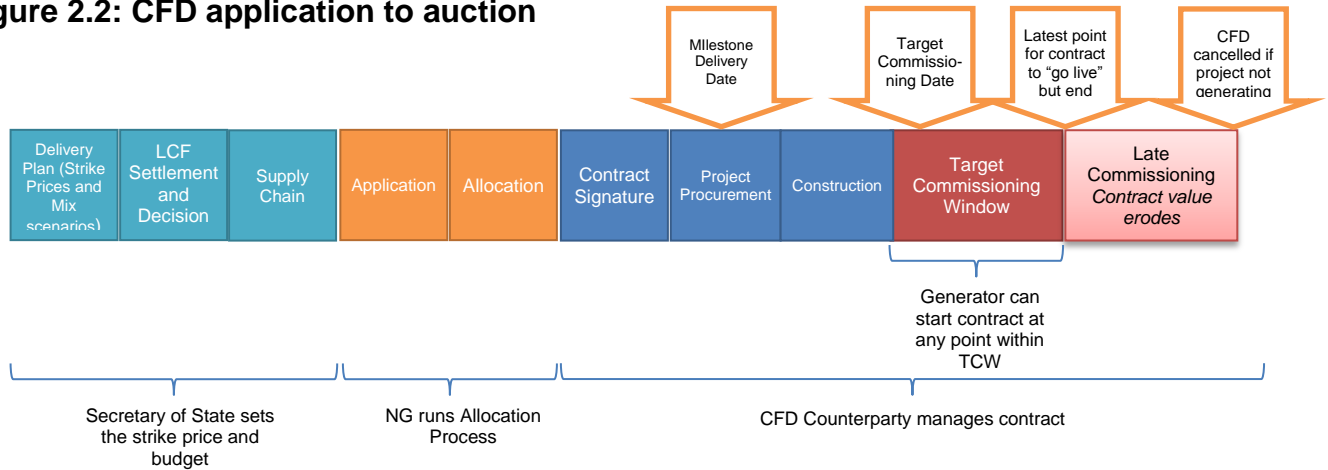 gure 2.2: CFD application to auction
MIlestone
Delivery
Date
Target
Commissio-
ning Date
Latest point
for contract
to “go live”
but end
CFD
cancelled if
project not
generating
Delivery
Plan (Strike
Prices and
Mix
scenarios)
LCF
Settlement
and
Decision
Supply
Chain
Application
Allocation
Contract
Signature
Project
Procurement
Construction
Target
Commissioning
Window
Late
Commissioning
Contract value
erodes
Generator can
start contract at
any point within
TCW
Secretary of State sets
the strike price and
budget
NG runs Allocation
Process
CFD Counterparty manages contract